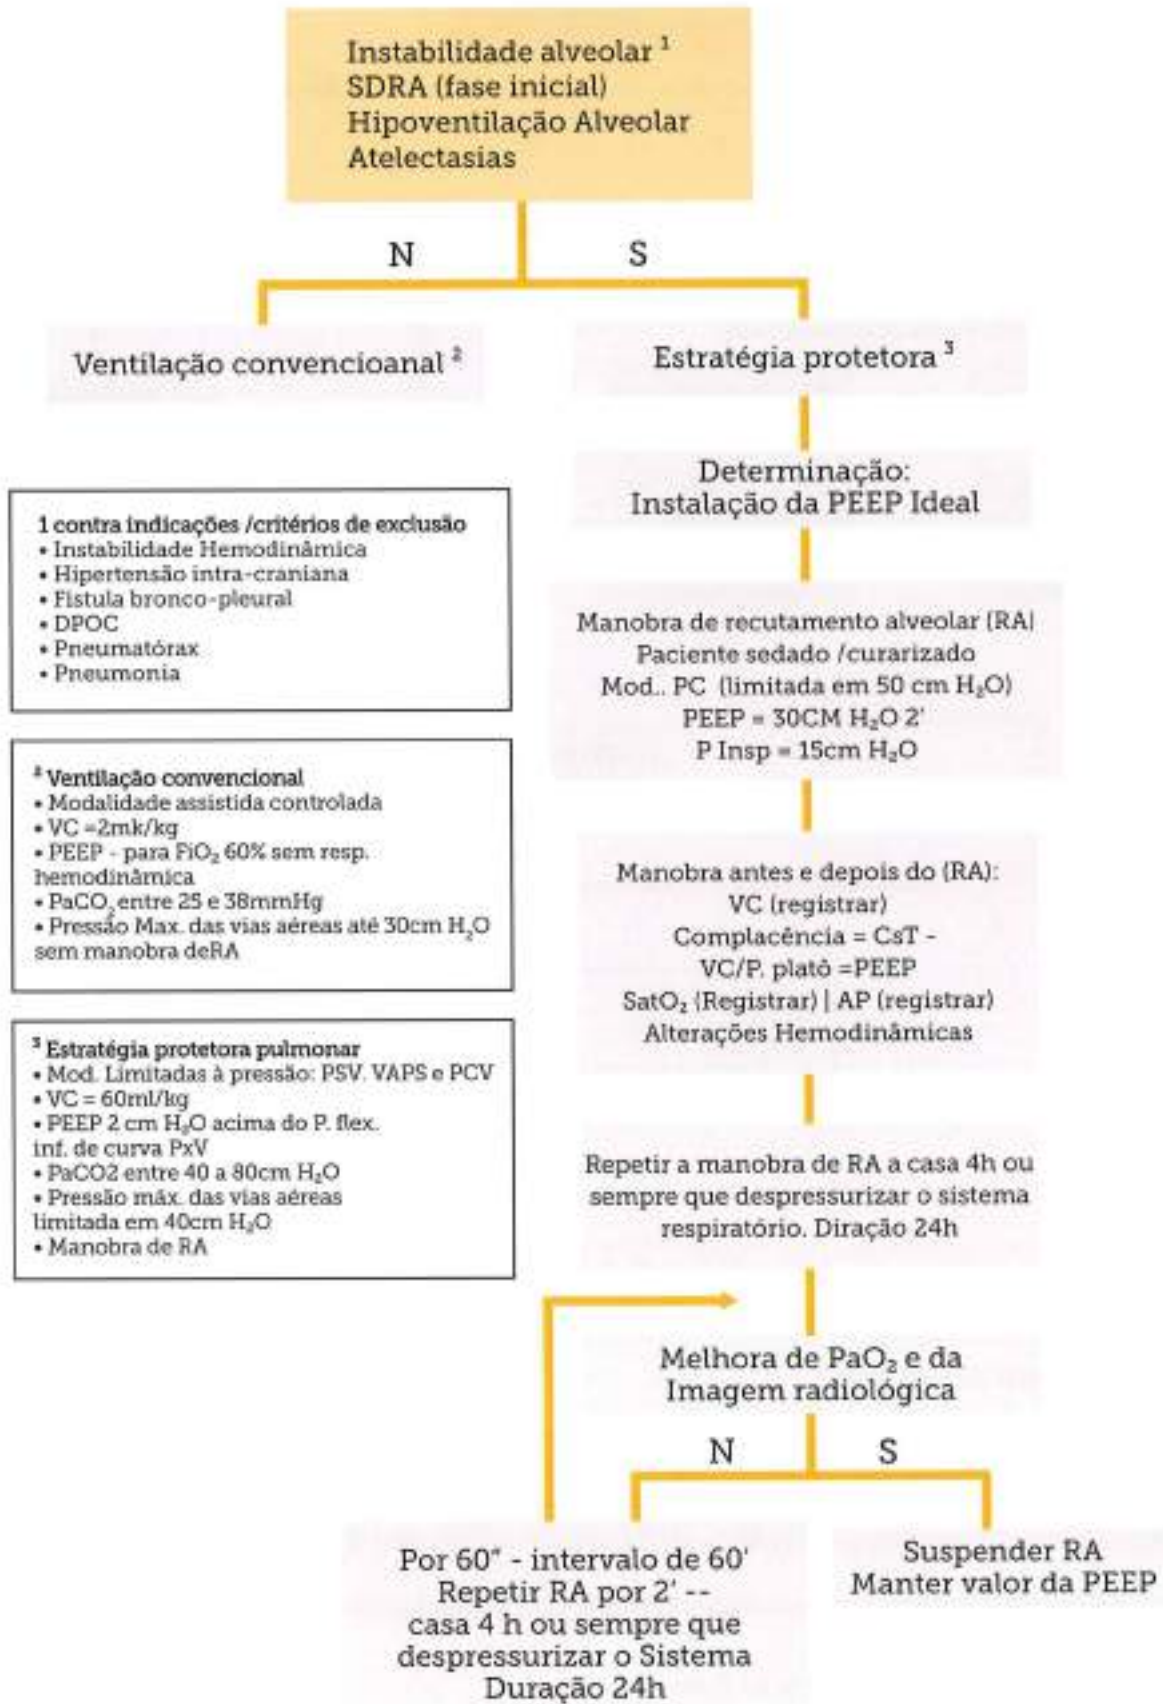 Instabilidade alveolar ¹
SDRA (fase inicial)
Hipoventilação Alveolar
Atelectasias
N
S
Ventilação convencioanal ²
Estratégia protetora ³
Determinação:
Instalação da PEEP Ideal
1 contra indicações /critérios de exclusão
• Instabilidade Hemodinâmica
• Hipertensão intra-craniana
• Fistula bronco-pleural
• DPOC
• Pneumatórax
• Pneumonia
Manobra de recutamento alveolar (RA)
Paciente sedado /curarizado
Mod.. PC (limitada em 50 cm H₂O)
PEEP = 30CM H₂O 2'
P Insp = 15cm H₂O
² Ventilação convencional
• Modalidade assistida controlada
• VC =2mk/kg
• PEEP - para FiO₂ 60% sem resp.
hemodinâmica
• PaCO₂ entre 25 e 38mmHg
• Pressão Max. das vias aéreas até 30cm H₂O
sem manobra deRA
Manobra antes e depois do (RA):
VC (registrar)
Complacência = CsT -
VC/P. platô =PEEP
SatO₂ (Registrar) | AP (registrar)
Alterações Hemodinâmicas
³ Estratégia protetora pulmonar
• Mod. Limitadas à pressão: PSV. VAPS e PCV
• VC = 60ml/kg
• PEEP 2 cm H₂O acima do P. flex.
inf. de curva PxV
• PaCO2 entre 40 a 80cm H₂O
• Pressão máx. das vias aéreas
limitada em 40cm H₂O
• Manobra de RA
Repetir a manobra de RA a casa 4h ou
sempre que despressurizar o sistema
respiratório. Diração 24h
Melhora de PaO₂ e da
Imagem radiológica
N
S
Por 60" - intervalo de 60'
Repetir RA por 2' --
casa 4 h ou sempre que
despressurizar o Sistema
Duração 24h
Suspender RA
Manter valor da PEEP